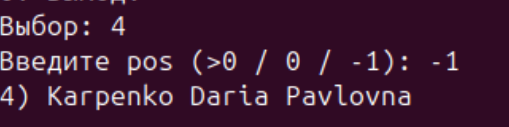 Выбор: 4
Введите pos (>0 / 0 / -1): -1
4) Karpenko Daria Pavlovna